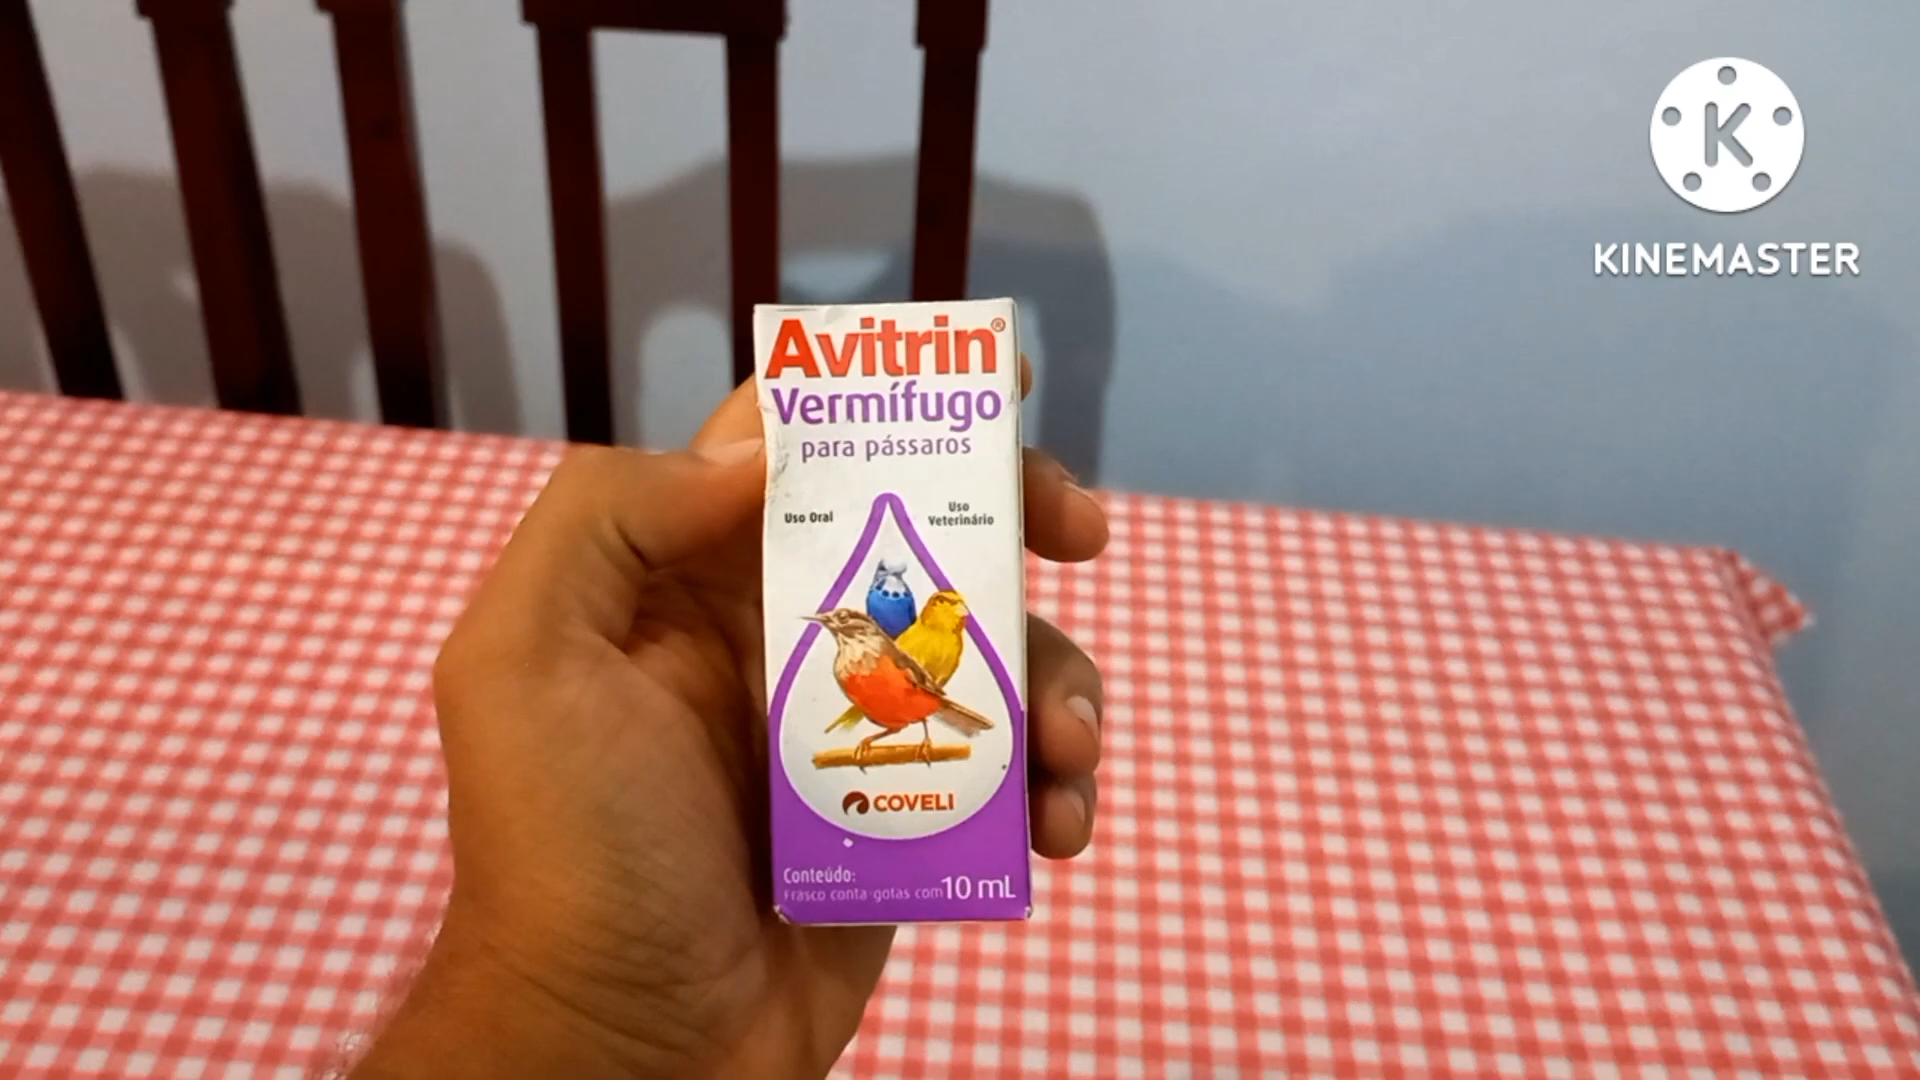 K
KINEMASTER
Avitrin®
Vermífugo
para pássaros
Uso Oral
Uso
Veterinário
COVELI
Conteúdo:
Frasco conta-gotas com 10 mL